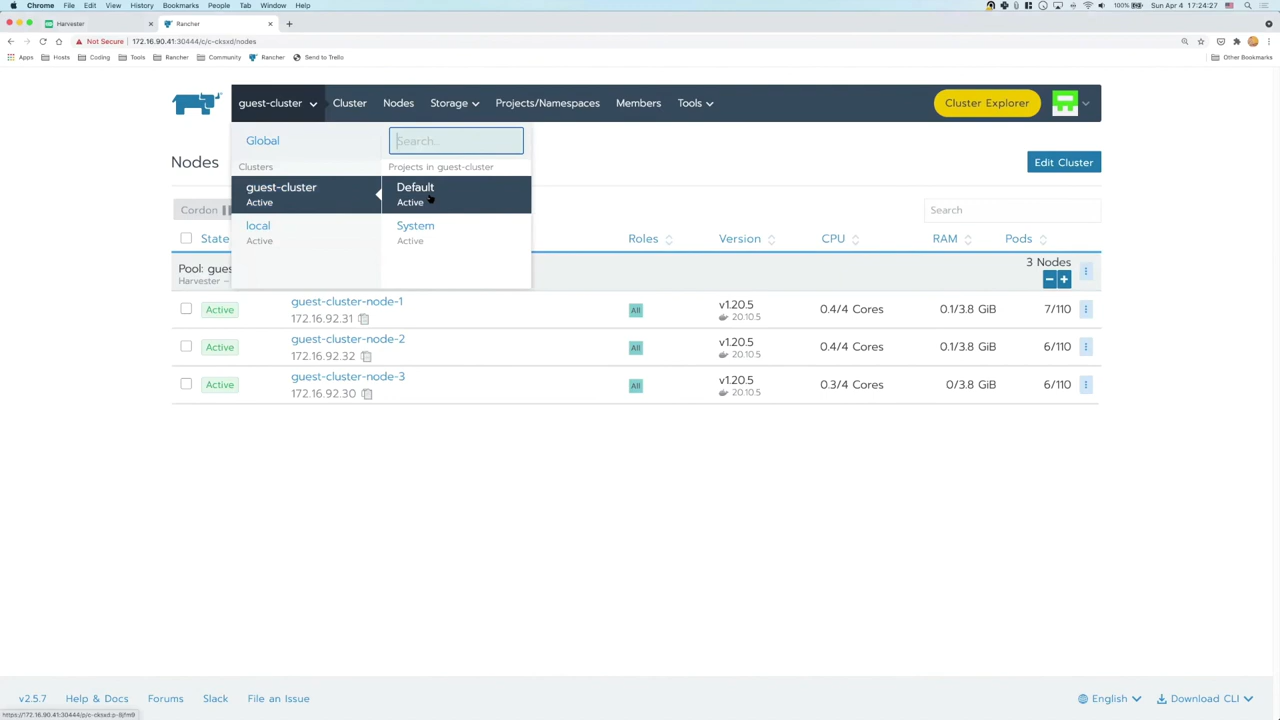 Chrome File Edit View History Bookmarks People Tab Window Help 100% Sun Apr 4 17:24:27
Harvester Rancher
Not Secure 172.16.90.41:30444/c/c-cksxd/nodes
Apps Hosts Coding Tools Rancher Community Rancher Send to Trello Other Bookmarks
guest-cluster Cluster Nodes Storage Projects/Namespaces Members Tools Cluster Explorer
Global Search...
Nodes Edit Cluster
Clusters Projects in guest-cluster
guest-cluster Default
Active Active
Cordon Search
local System
Active Active
State Roles Version CPU RAM Pods
Pool: gues 3 Nodes
Harvester –
Active guest-cluster-node-1 All v1.20.5 0.4/4 Cores 0.1/3.8 GiB 7/110
172.16.92.31 20.10.5
Active guest-cluster-node-2 All v1.20.5 0.4/4 Cores 0.1/3.8 GiB 6/110
172.16.92.32 20.10.5
Active guest-cluster-node-3 All v1.20.5 0.3/4 Cores 0/3.8 GiB 6/110
172.16.92.30 20.10.5
v2.5.7 Help & Docs Forums Slack File an Issue English Download CLI